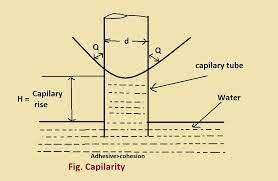 Q
d
Q
capilary tube
H = Capilary
rise
Water
Adhesive>cohesion
Fig. Capilarity